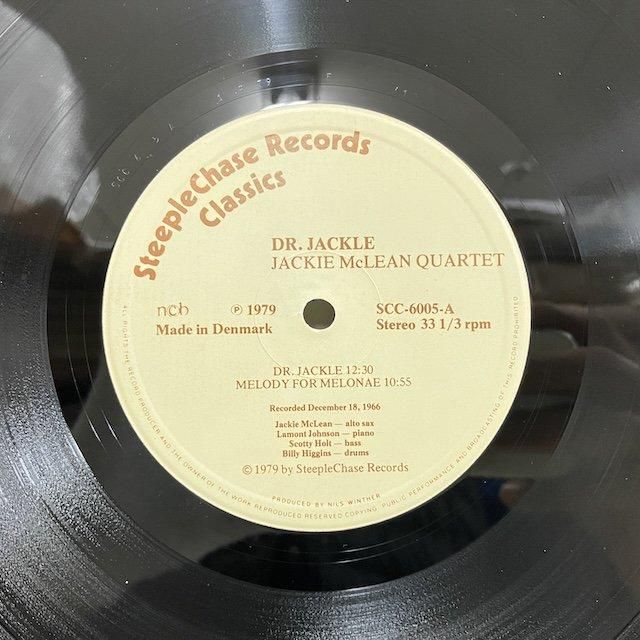 SteepleChase Records
Classics
DR. JACKLE
JACKIE McLEAN QUARTET
ncb
℗ 1979
SCC-6005-A
Made in Denmark
Stereo 33 1/3 rpm
DR. JACKLE 12:30
MELODY FOR MELONAE 10:55
Recorded December 18, 1966
Jackie McLean — alto sax
Lamont Johnson — piano
Scotty Holt — bass
Billy Higgins — drums
© 1979 by SteepleChase Records
PRODUCED BY NILS WINTHER
ALL RIGHTS THE RECORD PRODUCER AND THE OWNER OF THE WORK REPRODUCED RESERVED COPYING. PUBLIC PERFORMANCE AND BROADCASTING OF THIS RECORD PROHIBITED